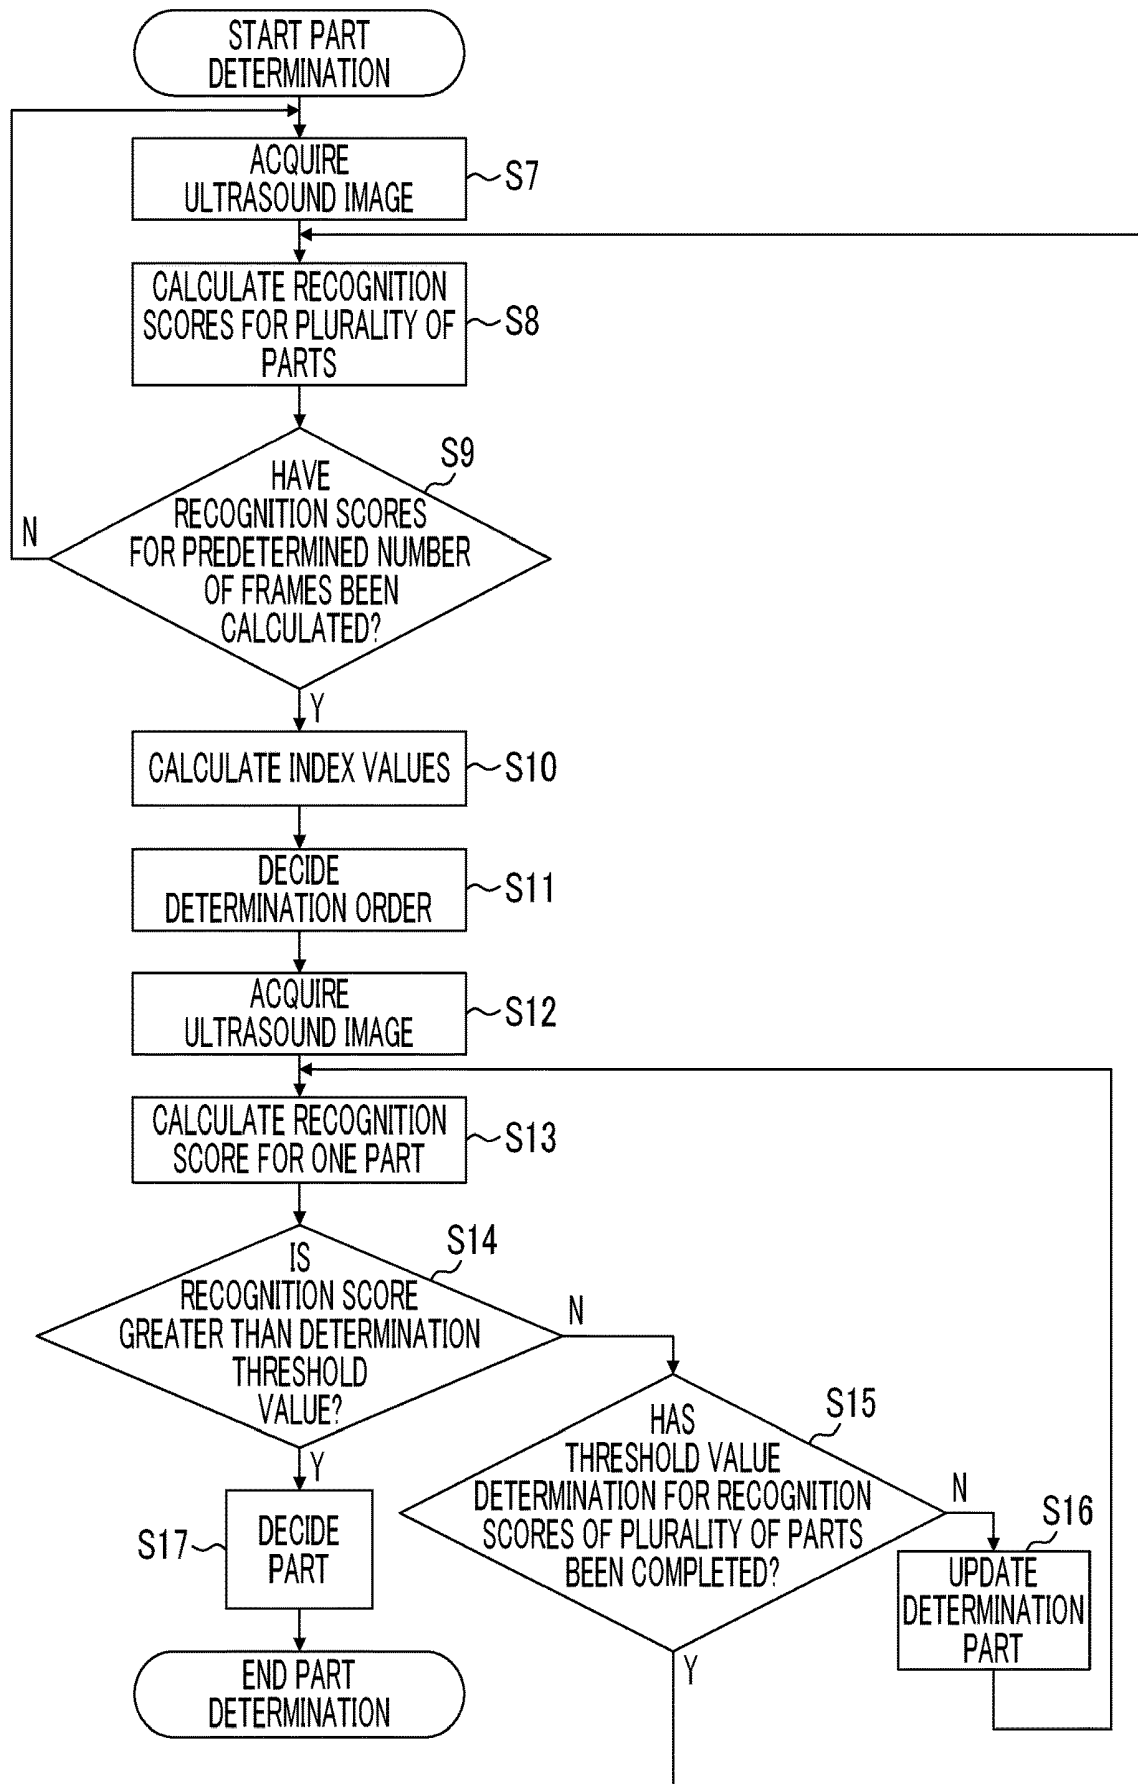 START PART
DETERMINATION
ACQUIRE
ULTRASOUND IMAGE
S7
CALCULATE RECOGNITION
SCORES FOR PLURALITY OF
PARTS
S8
S9
HAVE
RECOGNITION SCORES
FOR PREDETERMINED NUMBER
OF FRAMES BEEN
CALCULATED?
N
Y
CALCULATE INDEX VALUES
S10
DECIDE
DETERMINATION ORDER
S11
ACQUIRE
ULTRASOUND IMAGE
S12
CALCULATE RECOGNITION
SCORE FOR ONE PART
S13
S14
IS
RECOGNITION SCORE
GREATER THAN DETERMINATION
THRESHOLD
VALUE?
N
Y
S15
HAS
THRESHOLD VALUE
DETERMINATION FOR RECOGNITION
SCORES OF PLURALITY OF PARTS
BEEN COMPLETED?
N
Y
S16
UPDATE
DETERMINATION
PART
S17
DECIDE
PART
END PART
DETERMINATION